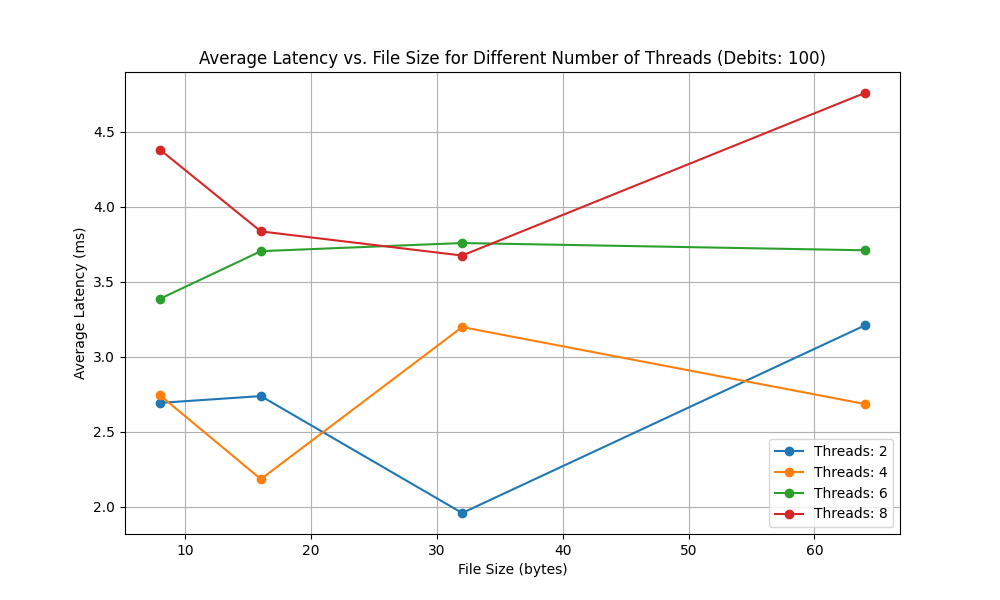 Average Latency vs. File Size for Different Number of Threads (Debits: 100)
Average Latency (ms)
4.5
4.0
3.5
3.0
2.5
2.0
10 20 30 40 50 60
File Size (bytes)
Threads: 2
Threads: 4
Threads: 6
Threads: 8